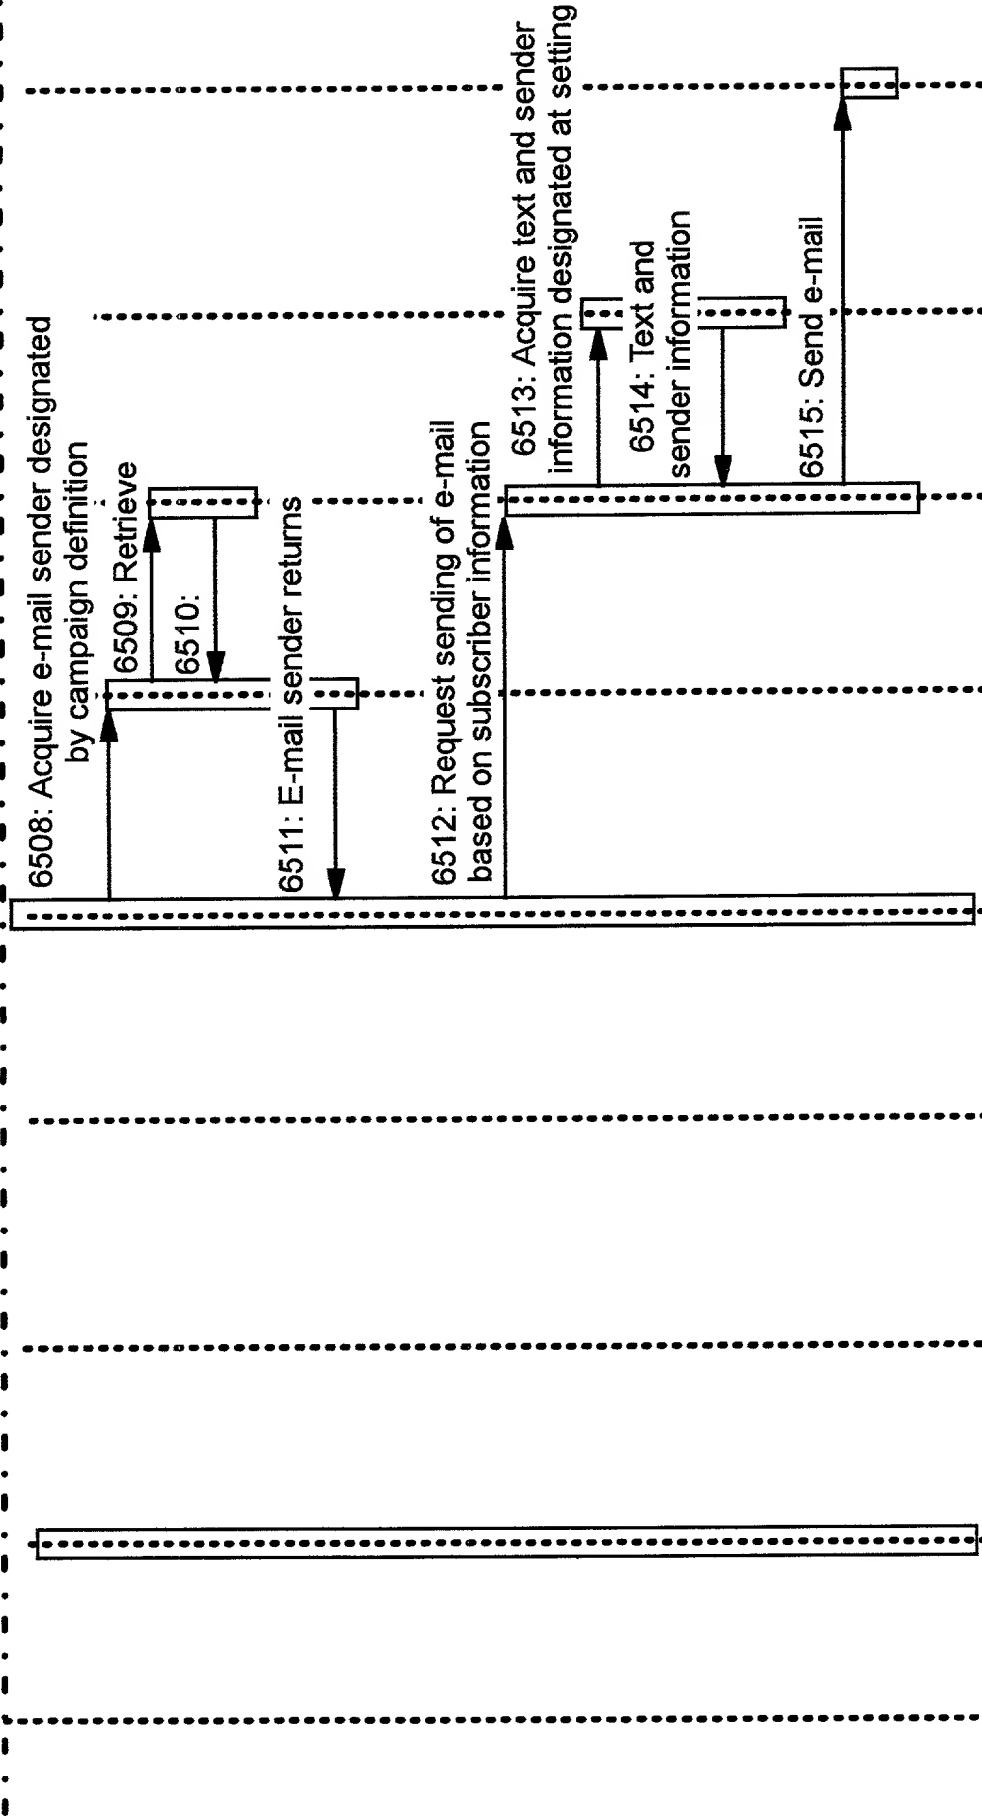 6508: Acquire e-mail sender designated
by campaign definition
6509: Retrieve
6510:
6511: E-mail sender returns
6512: Request sending of e-mail
based on subscriber information
6513: Acquire text and sender
information designated at setting
6514: Text and
sender information
6515: Send e-mail